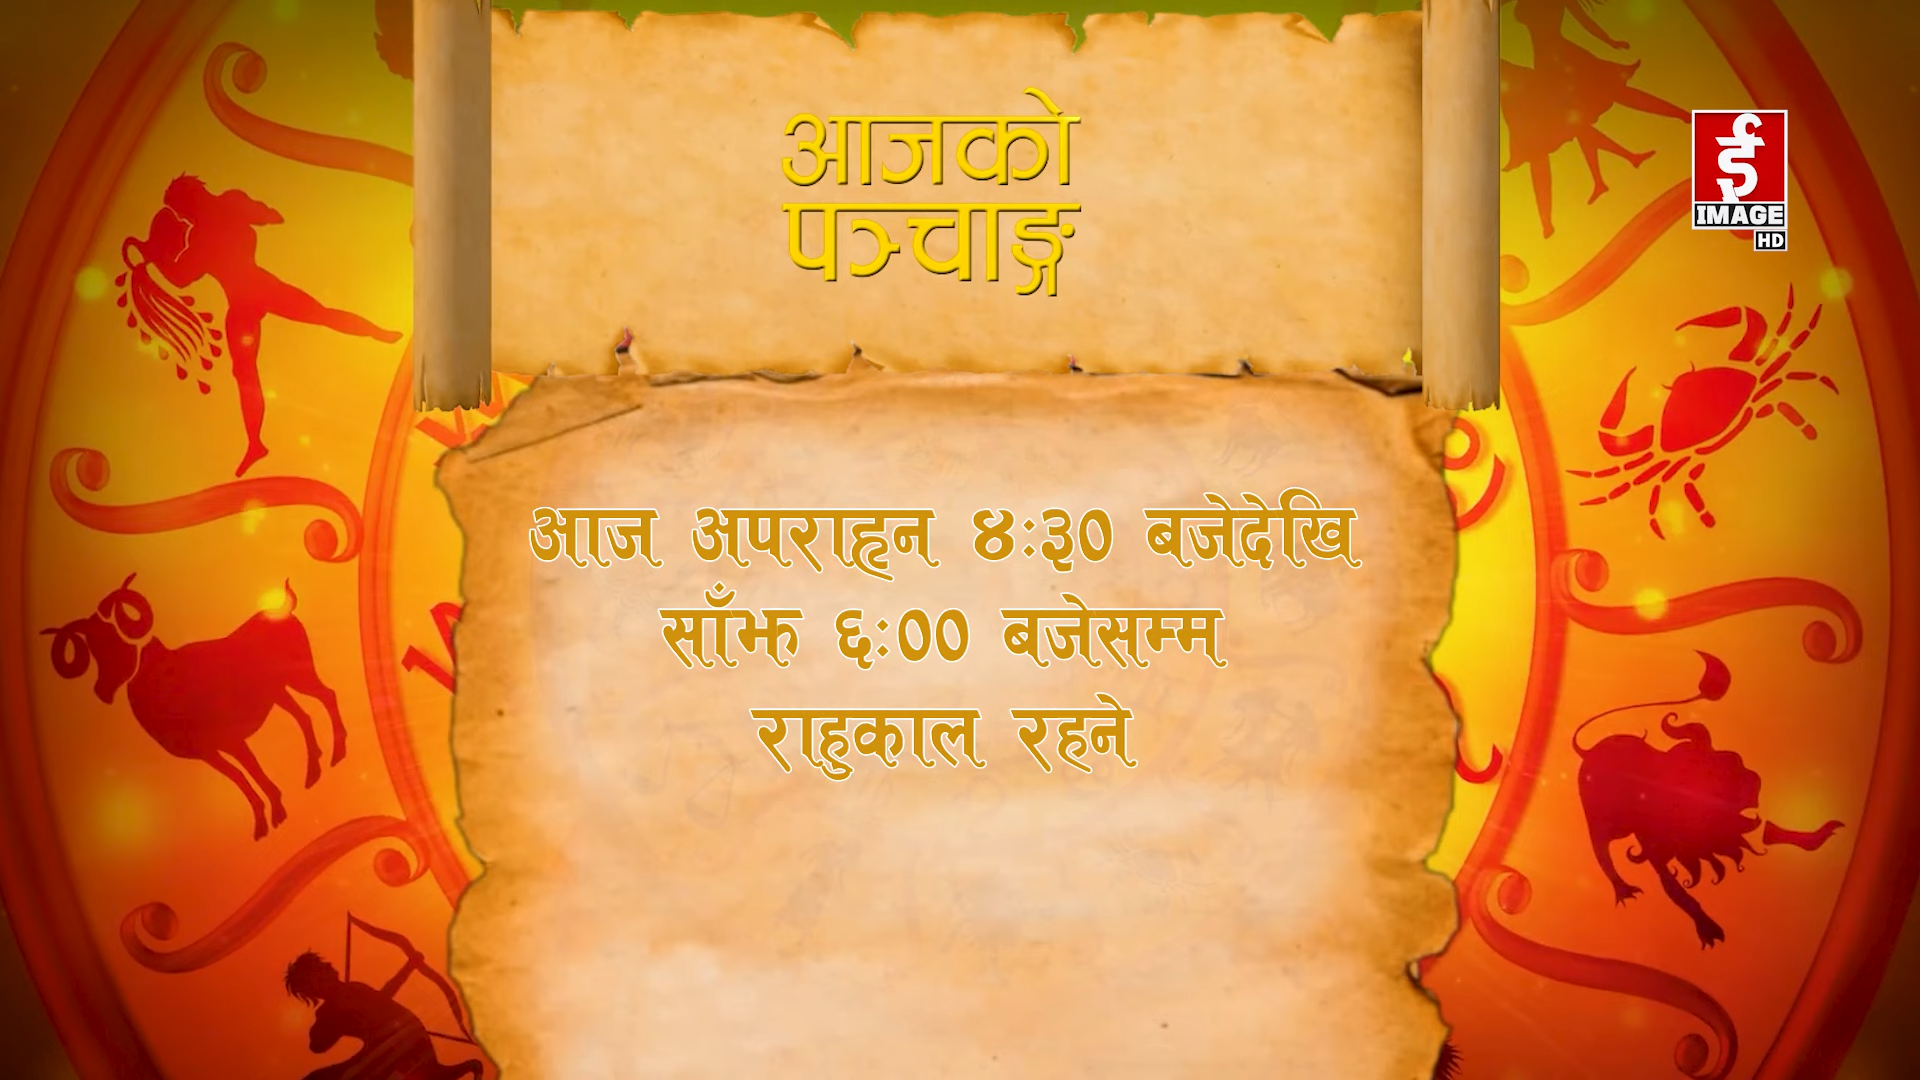 आजको
पञ्चाङ्ग
IMAGE
HD
आज अपराह्न ४:३० बजेदेखि
साँझ ६:०० बजेसम्म
राहुकाल रहने